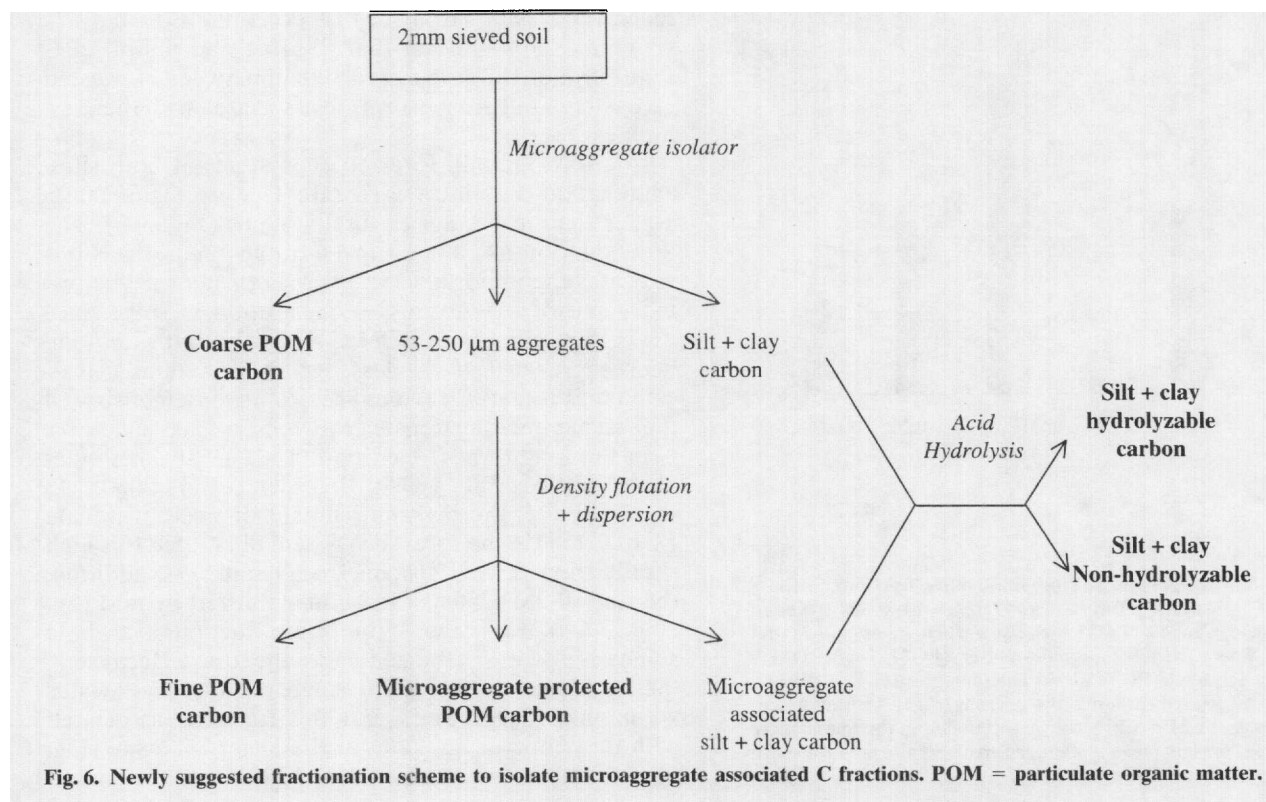 2mm sieved soil
Microaggregate isolator
Coarse POM
carbon
53-250 μm aggregates
Silt + clay
carbon
Acid
Hydrolysis
Silt + clay
hydrolyzable
carbon
Density flotation
+ dispersion
Silt + clay
Non-hydrolyzable
carbon
Fine POM
carbon
Microaggregate protected
POM carbon
Microaggregate
associated
silt + clay carbon
Fig. 6. Newly suggested fractionation scheme to isolate microaggregate associated C fractions. POM = particulate organic matter.